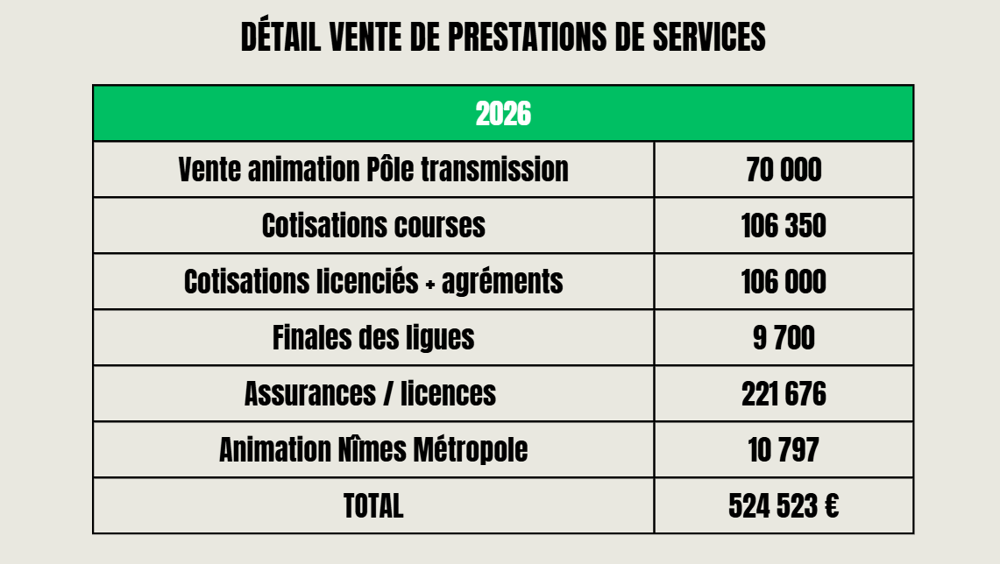 DÉTAIL VENTE DE PRESTATIONS DE SERVICES
2026
Vente animation Pôle transmission 70 000
Cotisations courses 106 350
Cotisations licenciés + agréments 106 000
Finales des ligues 9 700
Assurances / licences 221 676
Animation Nîmes Métropole 10 797
TOTAL 524 523 €